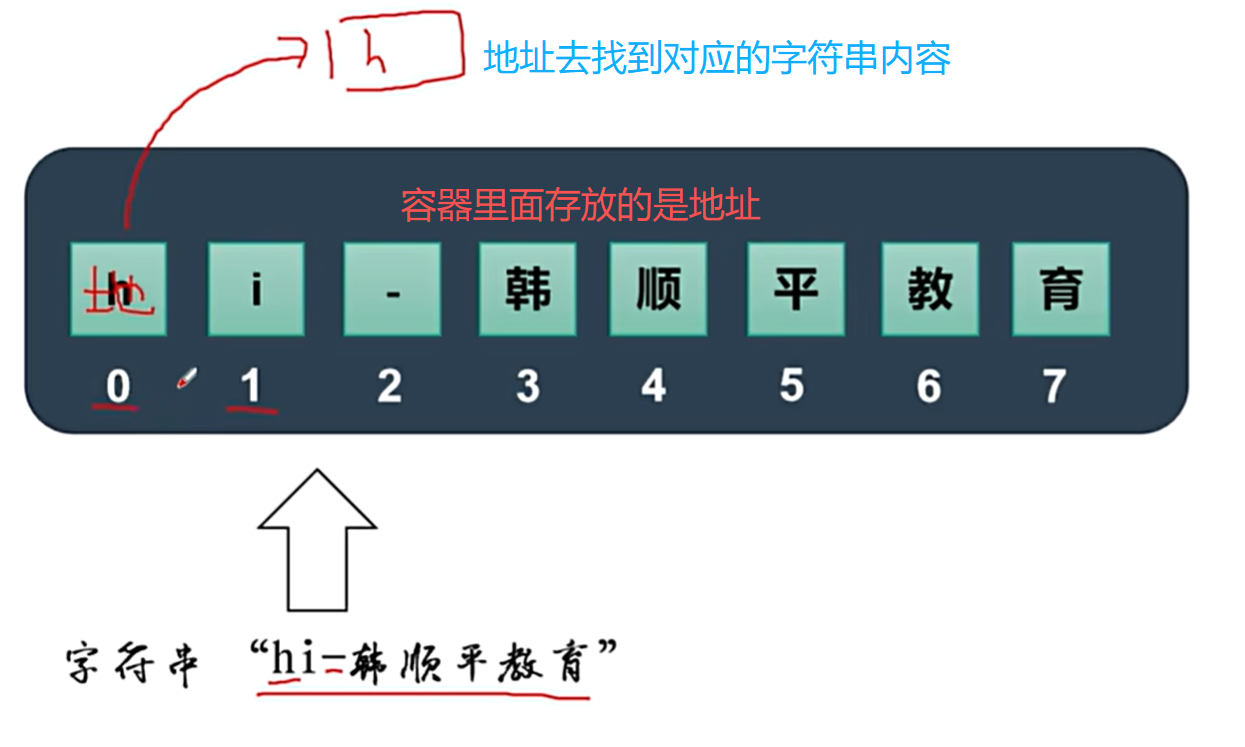 h 地址去找到对应的字符串内容
容器里面存放的是地址
h 地 i - 韩 顺 平 教 育
0 1 2 3 4 5 6 7
字符串 “hi-韩顺平教育”